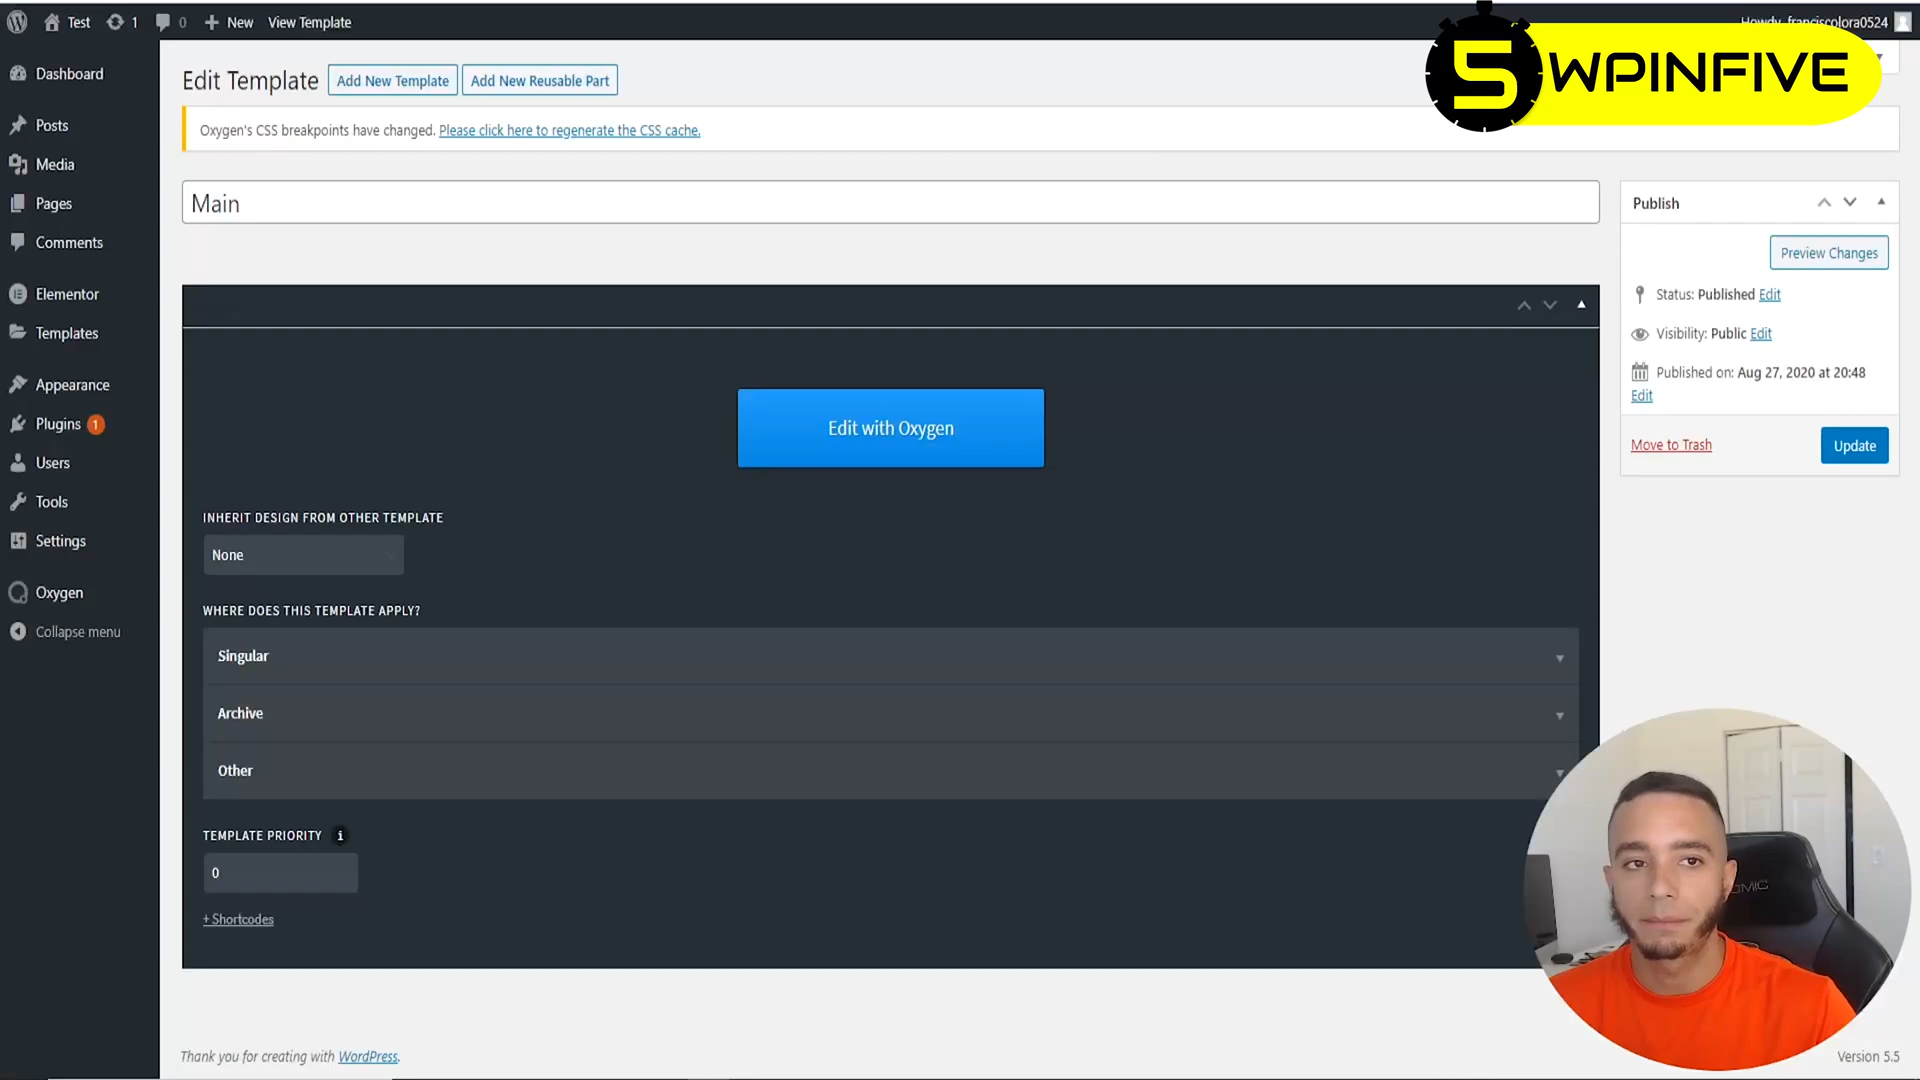 Test
1
0
New
View Template
Howdy, franciscolora0524
5 WPINFIVE
Dashboard
Posts
Media
Pages
Comments
Elementor
Templates
Appearance
Plugins 1
Users
Tools
Settings
Oxygen
Collapse menu
Edit Template
Add New Template
Add New Reusable Part
Oxygen's CSS breakpoints have changed. Please click here to regenerate the CSS cache.
Main
Edit with Oxygen
INHERIT DESIGN FROM OTHER TEMPLATE
None
WHERE DOES THIS TEMPLATE APPLY?
Singular
Archive
Other
TEMPLATE PRIORITY i
0
+ Shortcodes
Publish
Preview Changes
Status: Published Edit
Visibility: Public Edit
Published on: Aug 27, 2020 at 20:48
Edit
Move to Trash
Update
Thank you for creating with WordPress.
Version 5.5